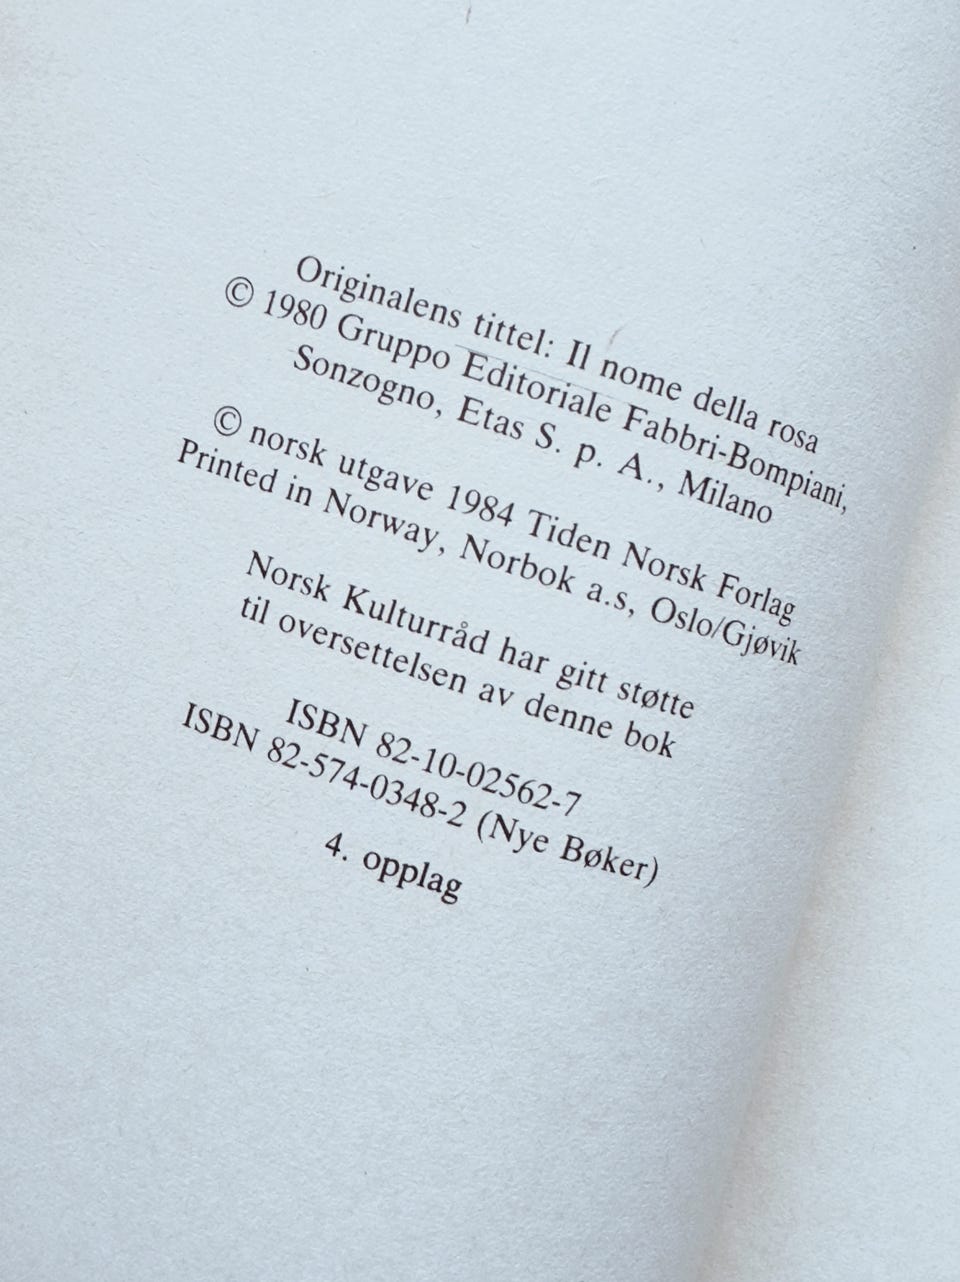 Originalens tittel: Il nome della rosa
© 1980 Gruppo Editoriale Fabbri-Bompiani,
Sonzogno, Etas S. p. A., Milano
© norsk utgave 1984 Tiden Norsk Forlag
Printed in Norway, Norbok a.s, Oslo/Gjøvik
Norsk Kulturråd har gitt støtte
til oversettelsen av denne bok
ISBN 82-10-02562-7
ISBN 82-574-0348-2 (Nye Bøker)
4. opplag